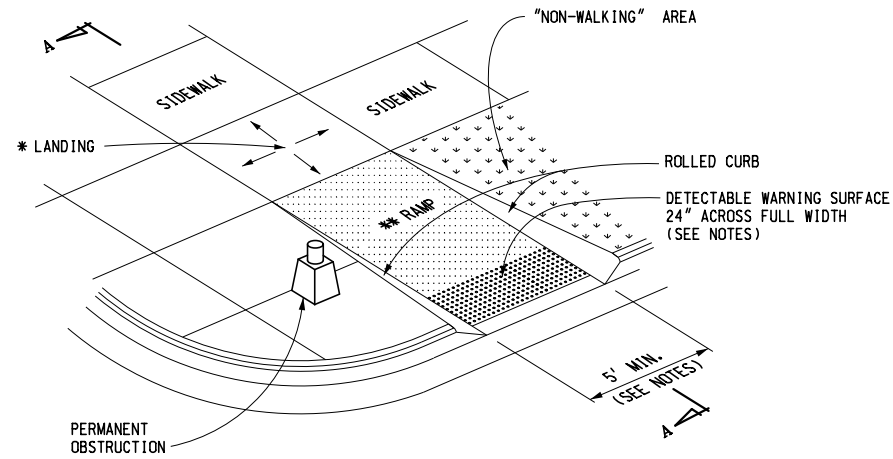 "NON-WALKING" AREA
A
SIDEWALK
SIDEWALK
* LANDING
ROLLED CURB
** RAMP
DETECTABLE WARNING SURFACE
24" ACROSS FULL WIDTH
(SEE NOTES)
5' MIN.
(SEE NOTES)
A
PERMANENT
OBSTRUCTION